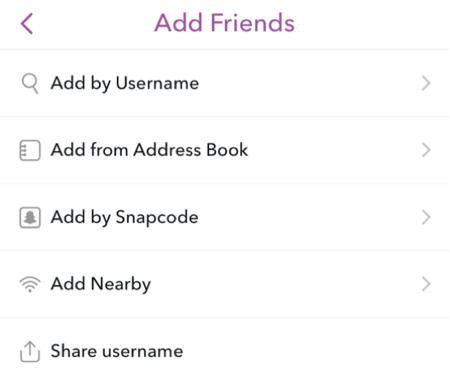 Add Friends
Add by Username
Add from Address Book
Add by Snapcode
Add Nearby
Share username